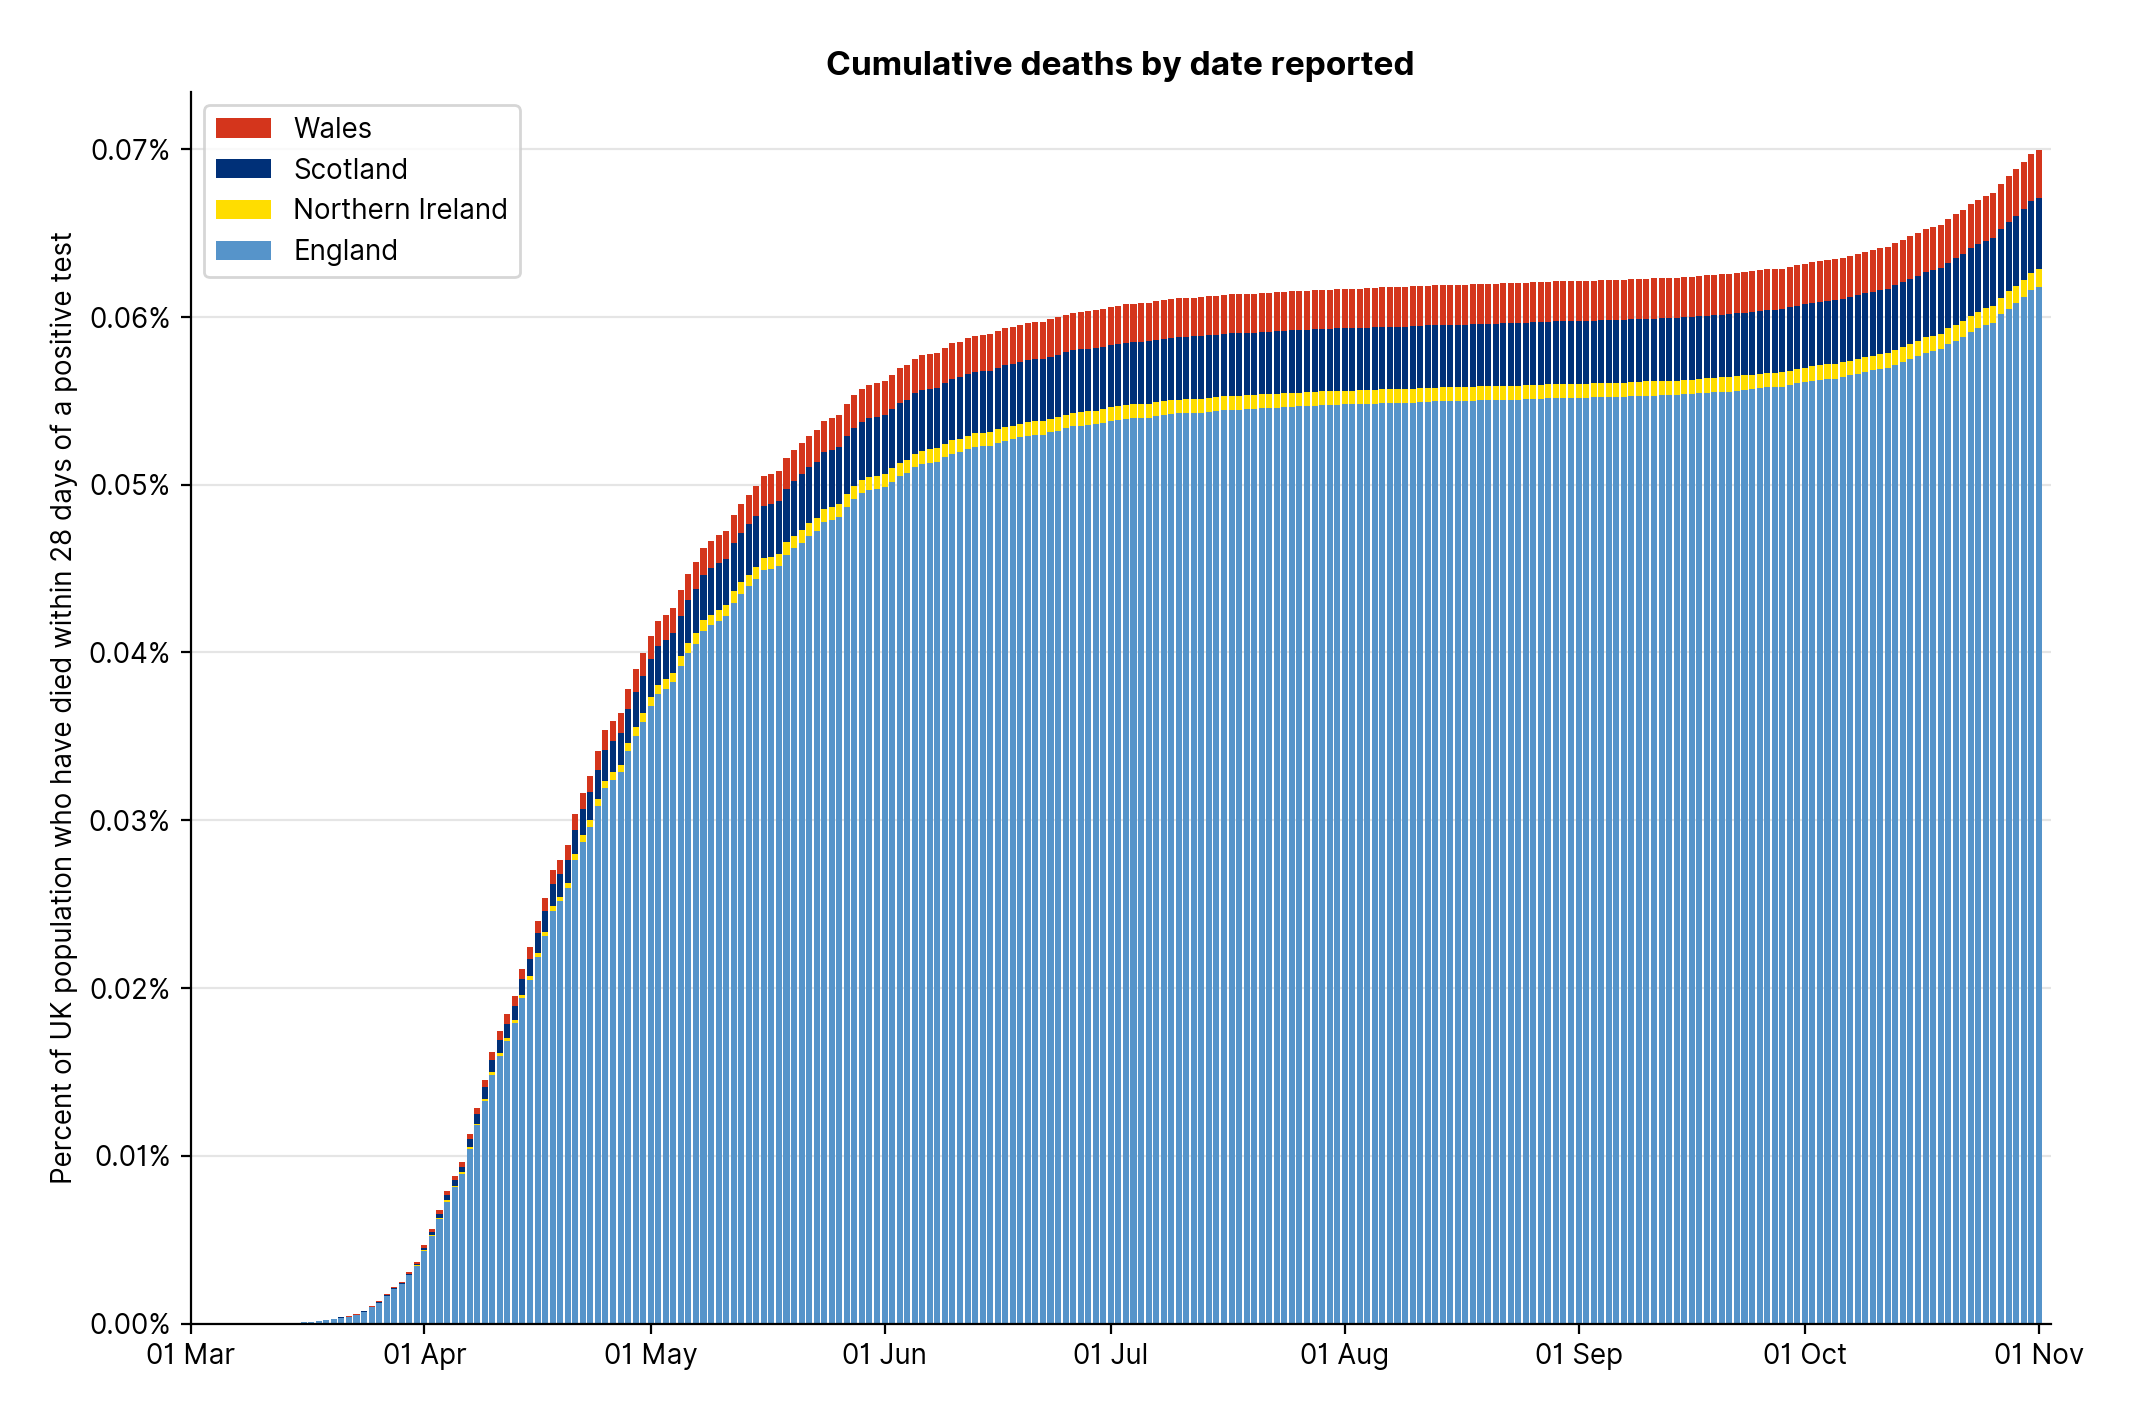 Cumulative deaths by date reported
Wales
Scotland
Northern Ireland
England
Percent of UK population who have died within 28 days of a positive test
0.07%
0.06%
0.05%
0.04%
0.03%
0.02%
0.01%
0.00%
01 Mar
01 Apr
01 May
01 Jun
01 Jul
01 Aug
01 Sep
01 Oct
01 Nov